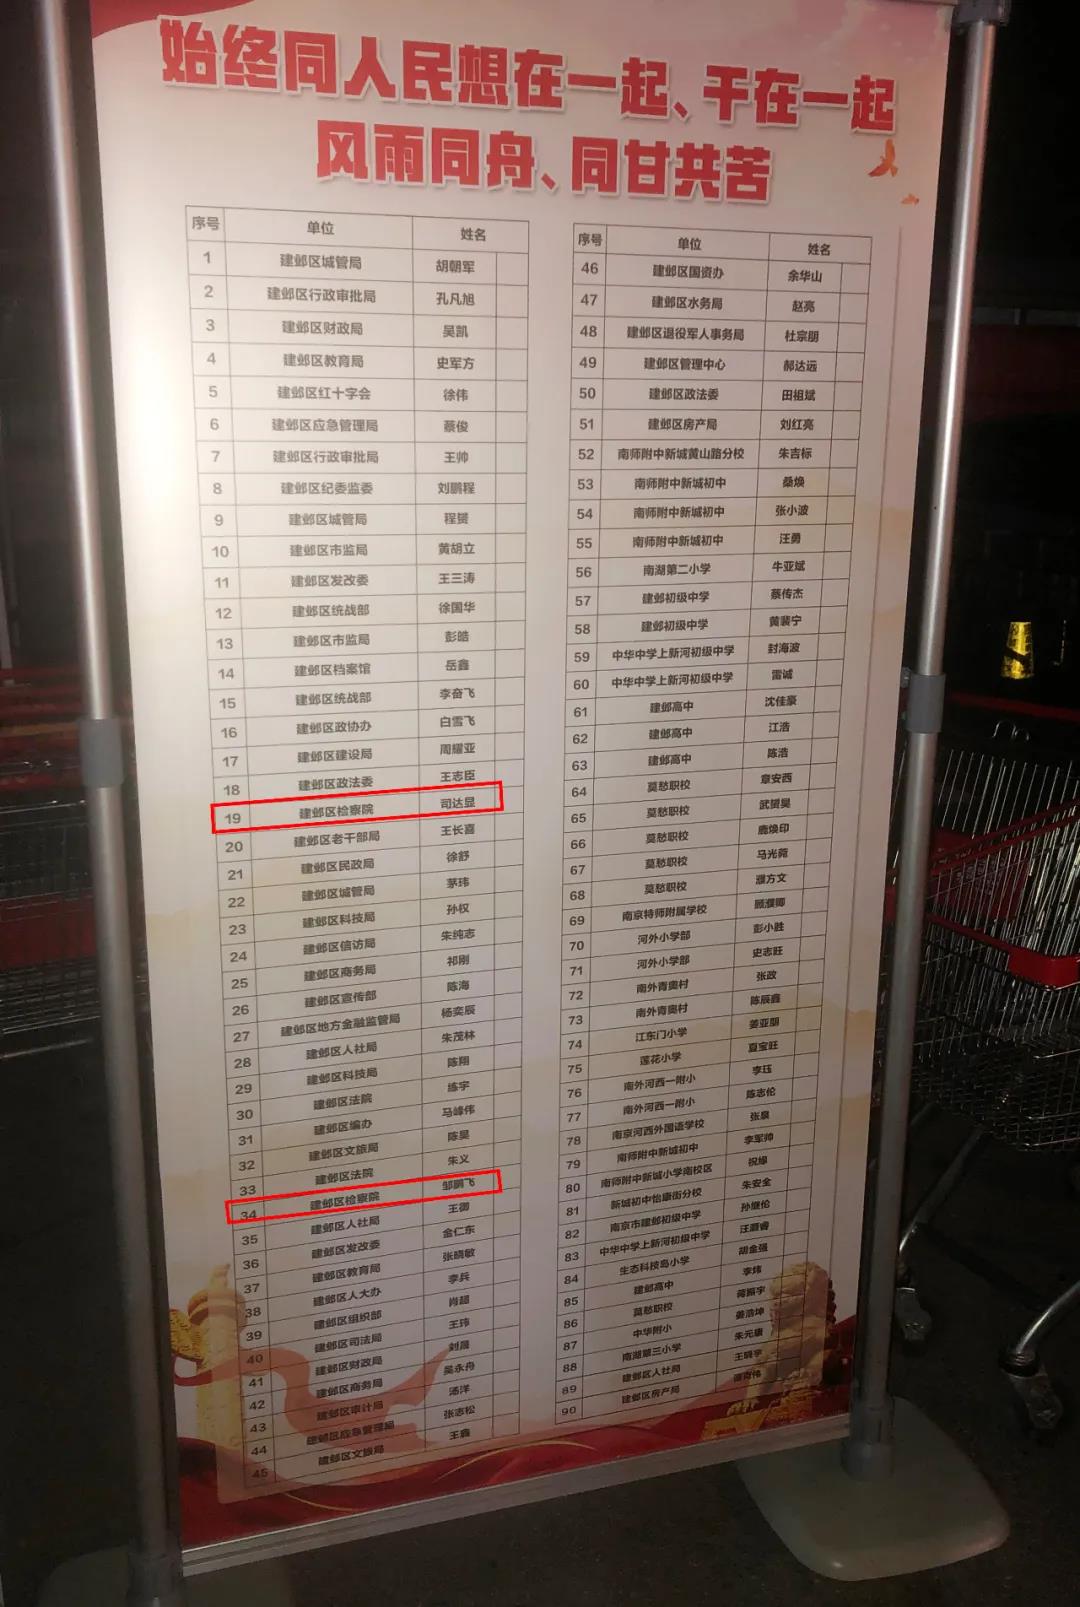 始终同人民想在一起、干在一起
风雨同舟、同甘共苦
序号 单位 姓名
1 建邺区城管局 胡朝军
2 建邺区行政审批局 孔凡旭
3 建邺区财政局 吴凯
4 建邺区教育局 史军方
5 建邺区红十字会 徐伟
6 建邺区应急管理局 蔡俊
7 建邺区行政审批局 王帅
8 建邺区纪委监委 刘鹏程
9 建邺区城管局 程赟
10 建邺区市监局 黄胡立
11 建邺区发改委 王三涛
12 建邺区统战部 徐国华
13 建邺区市监局 彭皓
14 建邺区档案馆 岳鑫
15 建邺区统战部 李奋飞
16 建邺区政协办 白雪飞
17 建邺区建设局 周耀亚
18 建邺区政法委 王志臣
19 建邺区检察院 司达显
20 建邺区老干部局 王长喜
21 建邺区民政局 徐舒
22 建邺区城管局 茅玮
23 建邺区科技局 孙权
24 建邺区信访局 朱纯志
25 建邺区商务局 祁刚
26 建邺区宣传部 陈海
27 建邺区地方金融监管局 杨奕辰
28 建邺区人社局 朱茂林
29 建邺区科技局 陈翔
30 建邺区法院 练宇
31 建邺区编办 马峰伟
32 建邺区文旅局 陈昊
33 建邺区法院 朱义
34 建邺区检察院 邹鹏飞
35 建邺区人社局 王御
36 建邺区发改委 金仁东
37 建邺区教育局 张晓敏
38 建邺区人大办 李兵
39 建邺区组织部 肖超
40 建邺区司法局 王玮
41 建邺区财政局 刘晟
42 建邺区商务局 吴永舟
43 建邺区审计局 汤洋
44 建邺区应急管理局 张志松
45 建邺区文旅局 王鑫
序号 单位 姓名
46 建邺区国资办 余华山
47 建邺区水务局 赵亮
48 建邺区退役军人事务局 杜宗朋
49 建邺区管理中心 郝达远
50 建邺区政法委 田祖斌
51 建邺区房产局 刘红亮
52 南师附中新城黄山路分校 朱吉标
53 南师附中新城初中 桑焕
54 南师附中新城初中 张小波
55 南师附中新城初中 汪勇
56 南湖第二小学 牛亚斌
57 建邺初级中学 蔡传杰
58 建邺初级中学 黄裴宁
59 中华中学上新河初级中学 封海波
60 中华中学上新河初级中学 雷诚
61 建邺高中 沈佳豪
62 建邺高中 江浩
63 建邺高中 陈浩
64 莫愁职校 章安西
65 莫愁职校 武望昊
66 莫愁职校 鹿焕印
67 莫愁职校 马光菀
68 莫愁职校 濮方文
69 南京特师附属学校 顾濮卿
70 河外小学部 彭小胜
71 河外小学部 史志旺
72 南外青奥村 张政
73 南外青奥村 陈辰鑫
74 江东门小学 姜亚朋
75 莲花小学 夏宝旺
76 南外河西一附小 李珏
77 南外河西一附小 陈志伦
78 南京河西外国语学校 张泉
79 南师附中新城初中 李军帅
80 南师附中新城小学南校区 祝缘
81 新城初中怡康街分校 朱安全
82 南京市建邺初级中学 孙继伦
83 中华中学上新河初级中学 汪灏睿
84 生态科技岛小学 胡金强
85 建邺高中 李炜
86 莫愁职校 蒋媚宇
87 中华附小 姜浩坤
88 南湖第三小学 朱元康
89 建邺区人社局 王晓宇
90 建邺区房产局